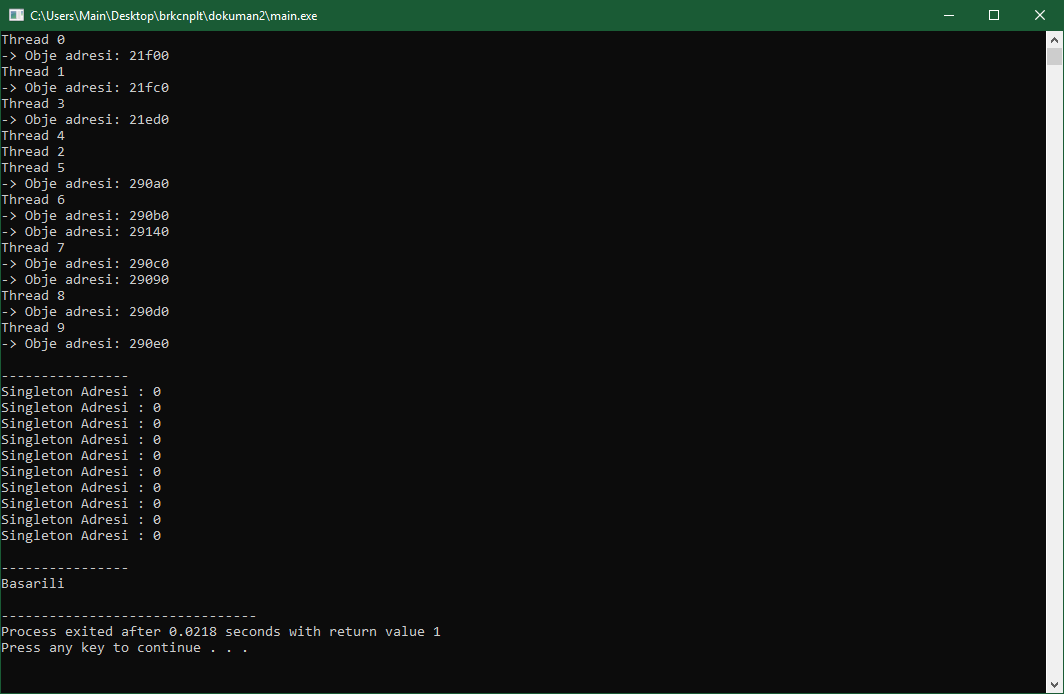 C:\Users\Main\Desktop\brkcnplt\dokuman2\main.exe
Thread 0
-> Obje adresi: 21f00
Thread 1
-> Obje adresi: 21fc0
Thread 3
-> Obje adresi: 21ed0
Thread 4
Thread 2
Thread 5
-> Obje adresi: 290a0
Thread 6
-> Obje adresi: 290b0
-> Obje adresi: 29140
Thread 7
-> Obje adresi: 290c0
-> Obje adresi: 29090
Thread 8
-> Obje adresi: 290d0
Thread 9
-> Obje adresi: 290e0
----------------
Singleton Adresi : 0
Singleton Adresi : 0
Singleton Adresi : 0
Singleton Adresi : 0
Singleton Adresi : 0
Singleton Adresi : 0
Singleton Adresi : 0
Singleton Adresi : 0
Singleton Adresi : 0
Singleton Adresi : 0
----------------
Basarili
--------------------------------
Process exited after 0.0218 seconds with return value 1
Press any key to continue . . .